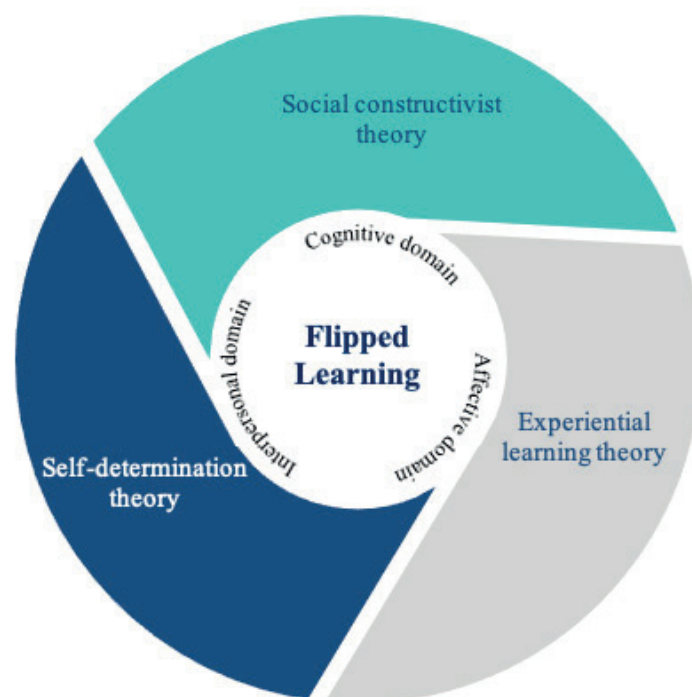 Social constructivist
theory
Cognitive domain
Interpersonal domain
Flipped
Learning
Affective domain
Experiential
learning theory
Self-determination
theory